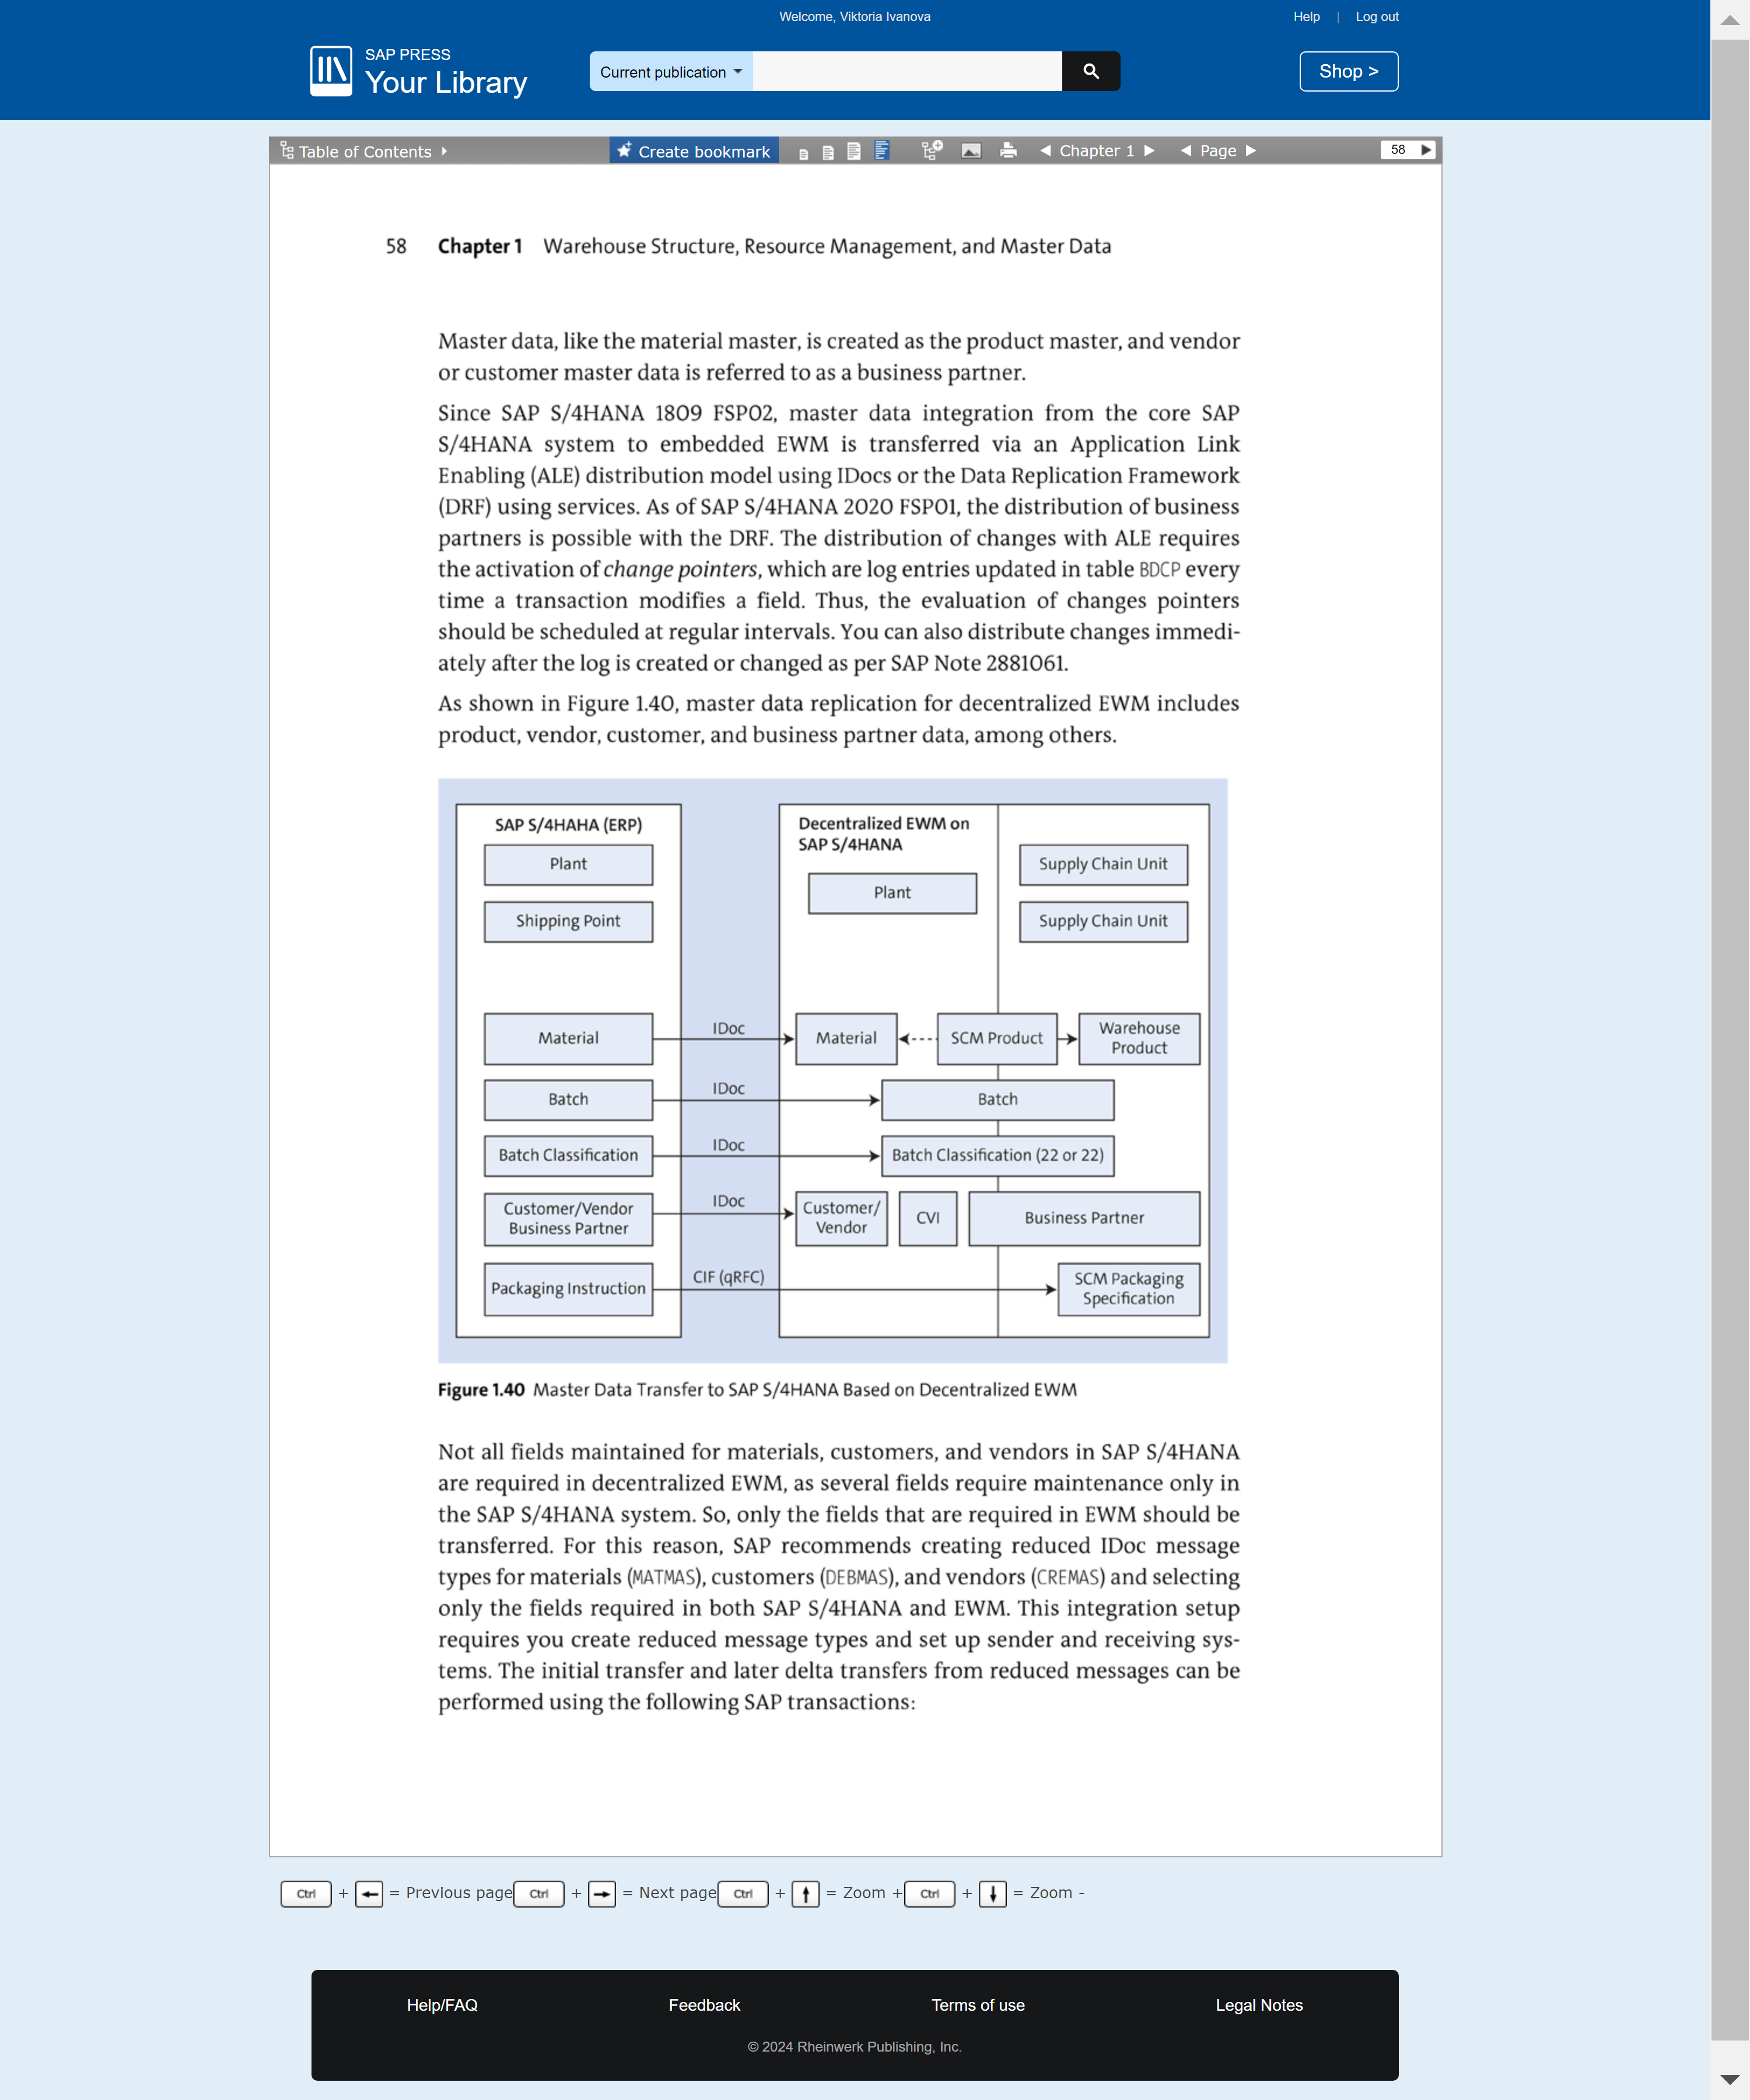 Welcome, Viktoria Ivanova
Help | Log out
SAP PRESS
Your Library
Current publication
Shop >
Table of Contents
Create bookmark
Chapter 1
Page
58
58 Chapter 1 Warehouse Structure, Resource Management, and Master Data
Master data, like the material master, is created as the product master, and vendor
or customer master data is referred to as a business partner.
Since SAP S/4HANA 1809 FSP02, master data integration from the core SAP
S/4HANA system to embedded EWM is transferred via an Application Link
Enabling (ALE) distribution model using IDocs or the Data Replication Framework
(DRF) using services. As of SAP S/4HANA 2020 FSP01, the distribution of business
partners is possible with the DRF. The distribution of changes with ALE requires
the activation of change pointers, which are log entries updated in table BDCP every
time a transaction modifies a field. Thus, the evaluation of changes pointers
should be scheduled at regular intervals. You can also distribute changes immedi-
ately after the log is created or changed as per SAP Note 2881061.
As shown in Figure 1.40, master data replication for decentralized EWM includes
product, vendor, customer, and business partner data, among others.
SAP S/4HAHA (ERP)
Plant
Shipping Point
Decentralized EWM on
SAP S/4HANA
Plant
Supply Chain Unit
Supply Chain Unit
Material
IDoc
Material
SCM Product
Warehouse
Product
Batch
IDoc
Batch
Batch Classification
IDoc
Batch Classification (22 or 22)
Customer/Vendor
Business Partner
IDoc
Customer/
Vendor
CVI
Business Partner
Packaging Instruction
CIF (qRFC)
SCM Packaging
Specification
Figure 1.40 Master Data Transfer to SAP S/4HANA Based on Decentralized EWM
Not all fields maintained for materials, customers, and vendors in SAP S/4HANA
are required in decentralized EWM, as several fields require maintenance only in
the SAP S/4HANA system. So, only the fields that are required in EWM should be
transferred. For this reason, SAP recommends creating reduced IDoc message
types for materials (MATMAS), customers (DEBMAS), and vendors (CREMAS) and selecting
only the fields required in both SAP S/4HANA and EWM. This integration setup
requires you create reduced message types and set up sender and receiving sys-
tems. The initial transfer and later delta transfers from reduced messages can be
performed using the following SAP transactions:
Ctrl + ← = Previous page Ctrl + → = Next page Ctrl + ↑ = Zoom + Ctrl + ↓ = Zoom -
Help/FAQ
Feedback
Terms of use
Legal Notes
© 2024 Rheinwerk Publishing, Inc.